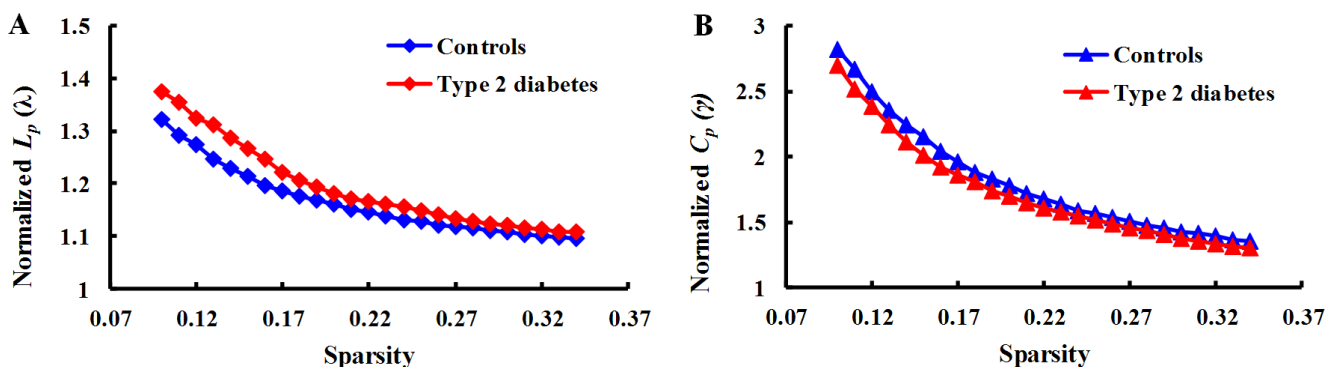 A
Controls
Type 2 diabetes
Normalized Lp (λ)
1.5
1.4
1.3
1.2
1.1
1
0.07 0.12 0.17 0.22 0.27 0.32 0.37
Sparsity
B
Controls
Type 2 diabetes
Normalized Cp (γ)
3
2.5
2
1.5
1
0.07 0.12 0.17 0.22 0.27 0.32 0.37
Sparsity